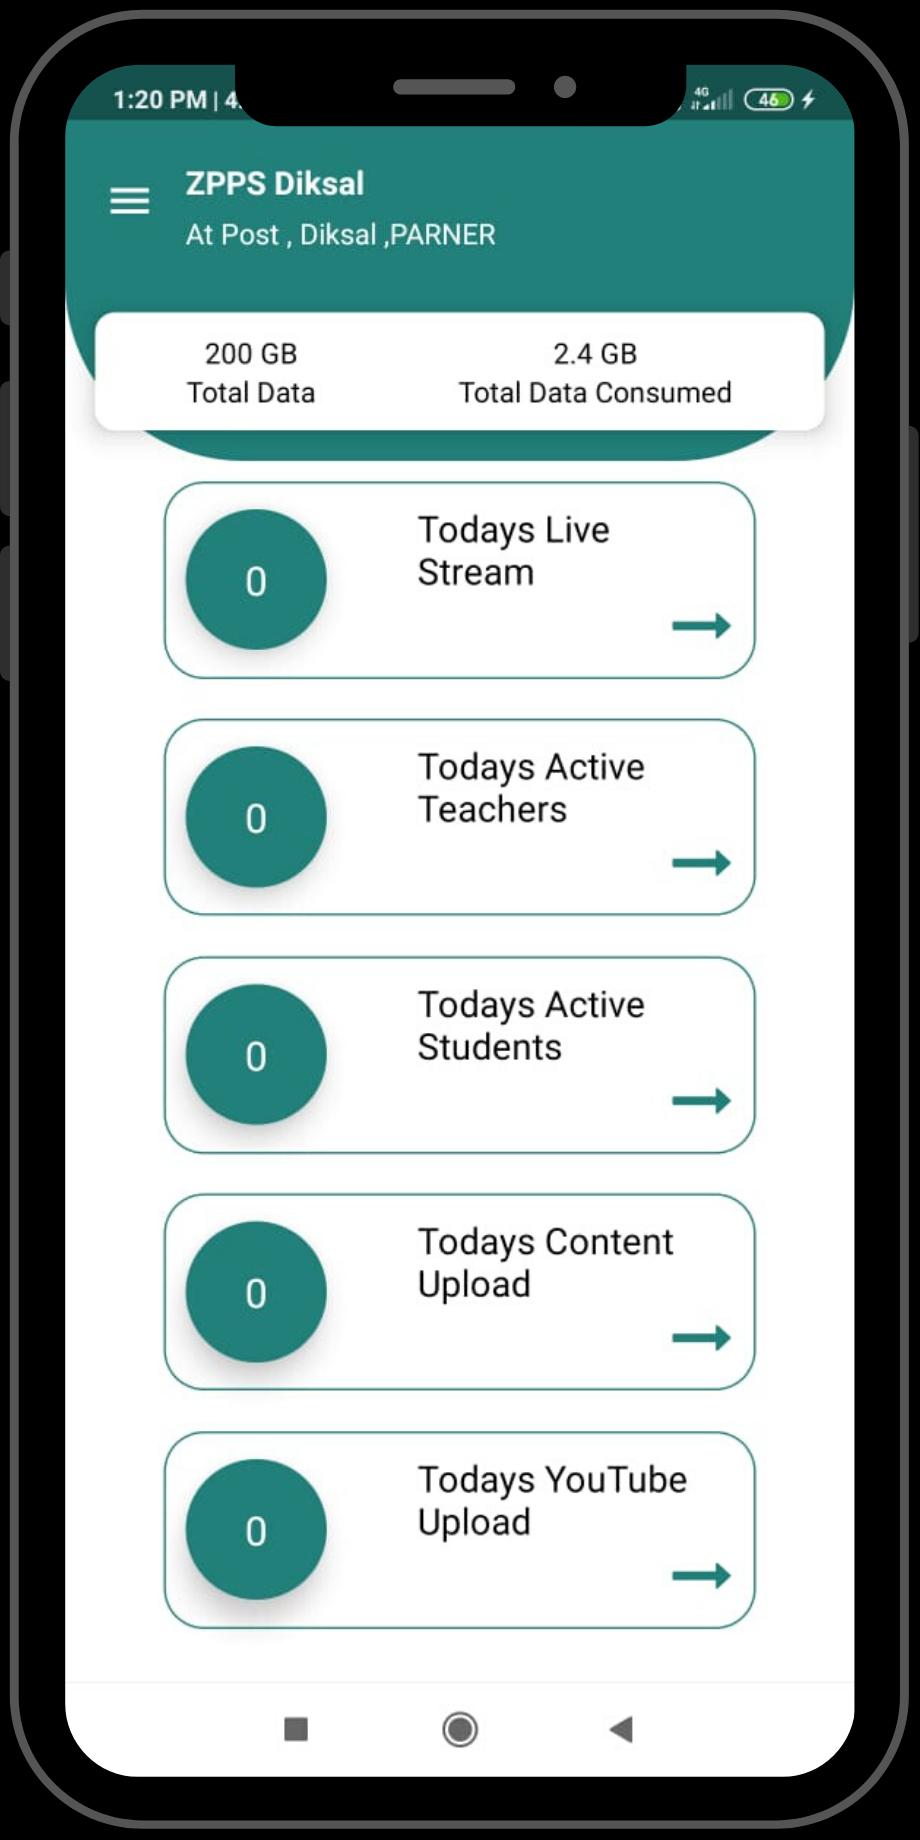 1:20 PM | 4.
4G
46
ZPPS Diksal
At Post , Diksal ,PARNER
200 GB
Total Data
2.4 GB
Total Data Consumed
0
Todays Live
Stream
0
Todays Active
Teachers
0
Todays Active
Students
0
Todays Content
Upload
0
Todays YouTube
Upload